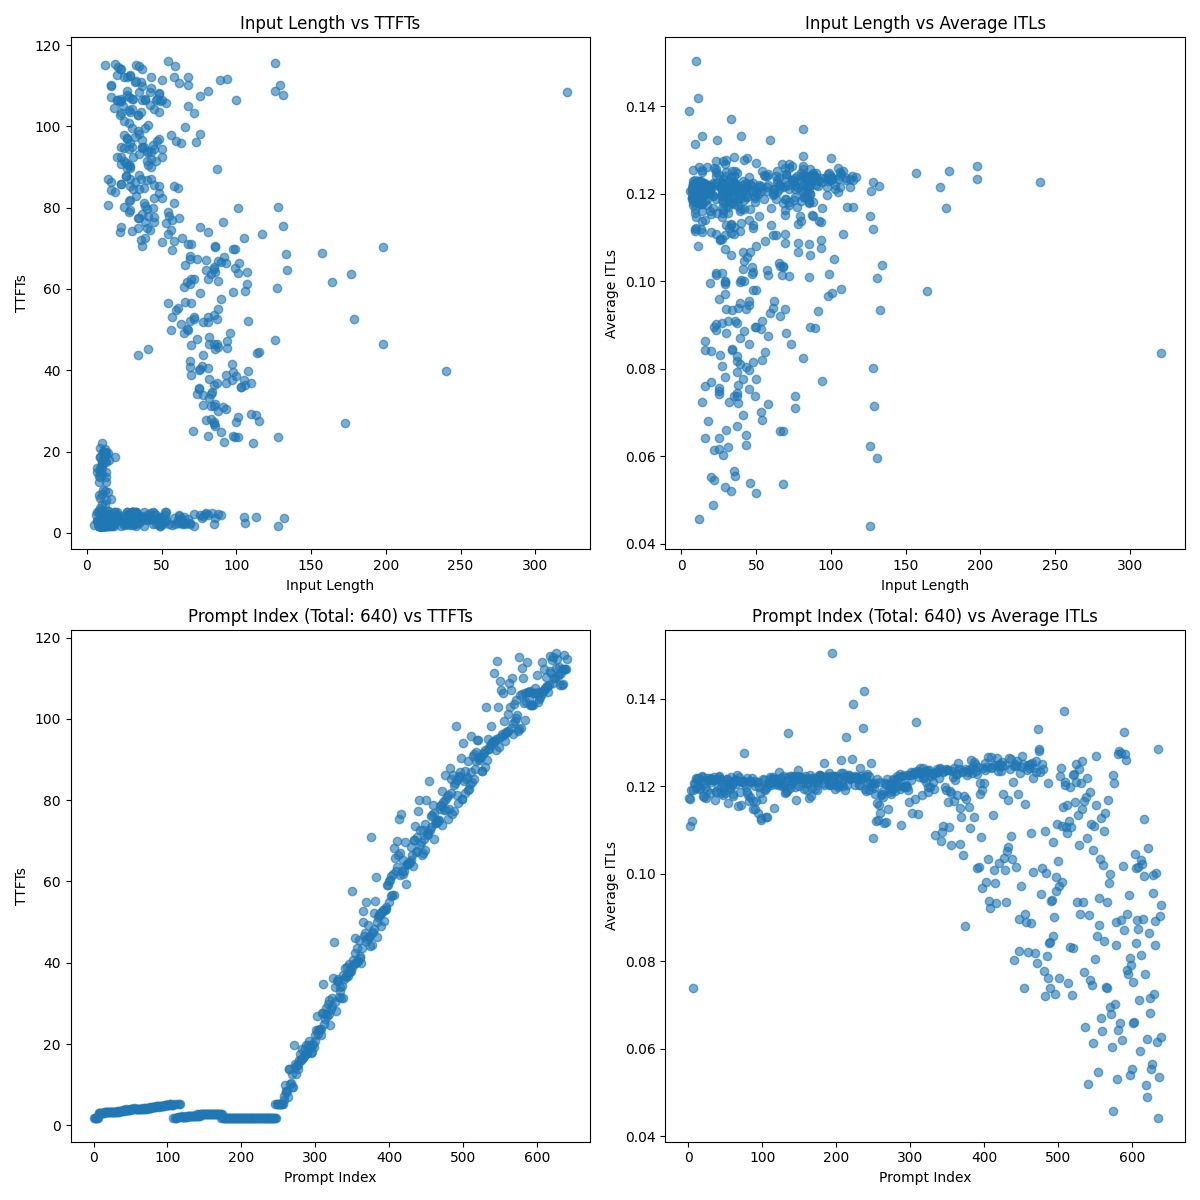 Input Length vs TTFTs
120
100
80
60
40
20
0
TTFTs
0 50 100 150 200 250 300
Input Length
Input Length vs Average ITLs
0.14
0.12
0.10
0.08
0.06
0.04
Average ITLs
0 50 100 150 200 250 300
Input Length
Prompt Index (Total: 640) vs TTFTs
120
100
80
60
40
20
0
TTFTs
0 100 200 300 400 500 600
Prompt Index
Prompt Index (Total: 640) vs Average ITLs
0.14
0.12
0.10
0.08
0.06
0.04
Average ITLs
0 100 200 300 400 500 600
Prompt Index